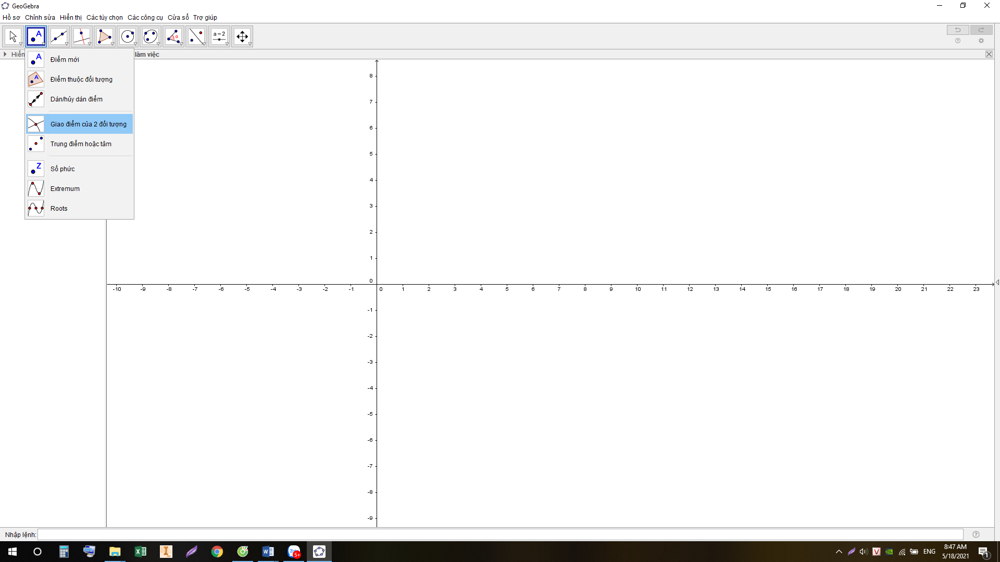 GeoGebra
Hồ sơ Chỉnh sửa Hiển thị Các tùy chọn Các công cụ Cửa sổ Trợ giúp
A a=2
Hiển làm việc
A Điểm mới
A Điểm thuộc đối tượng
Dán/hủy dán điểm
Giao điểm của 2 đối tượng
Trung điểm hoặc tâm
Z Số phức
Extremum
Roots
8
7
6
5
4
3
2
1
0
-10 -9 -8 -7 -6 -5 -4 -3 -2 -1 0 1 2 3 4 5 6 7 8 9 10 11 12 13 14 15 16 17 18 19 20 21 22 23
-1
-2
-3
-4
-5
-6
-7
-8
-9
Nhập lệnh:
ENG
8:47 AM
5/18/2021
5+
1